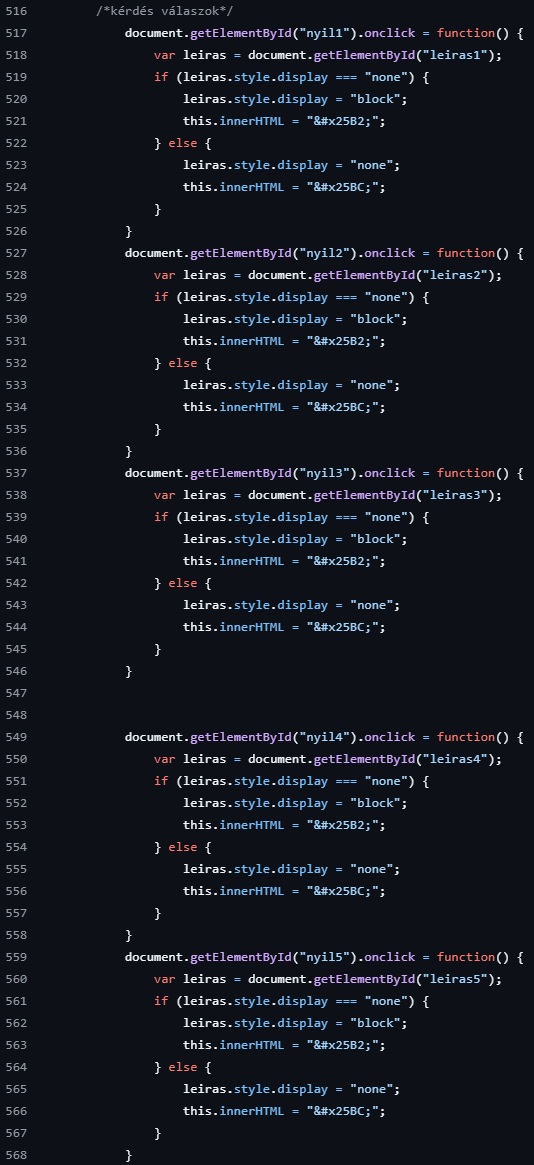 516 /*kérdés válaszok*/
517 document.getElementById("nyil1").onclick = function() {
518 var leiras = document.getElementById("leiras1");
519 if (leiras.style.display === "none") {
520 leiras.style.display = "block";
521 this.innerHTML = "&#x25B2;";
522 } else {
523 leiras.style.display = "none";
524 this.innerHTML = "&#x25BC;";
525 }
526 }
527 document.getElementById("nyil2").onclick = function() {
528 var leiras = document.getElementById("leiras2");
529 if (leiras.style.display === "none") {
530 leiras.style.display = "block";
531 this.innerHTML = "&#x25B2;";
532 } else {
533 leiras.style.display = "none";
534 this.innerHTML = "&#x25BC;";
535 }
536 }
537 document.getElementById("nyil3").onclick = function() {
538 var leiras = document.getElementById("leiras3");
539 if (leiras.style.display === "none") {
540 leiras.style.display = "block";
541 this.innerHTML = "&#x25B2;";
542 } else {
543 leiras.style.display = "none";
544 this.innerHTML = "&#x25BC;";
545 }
546 }
547
548
549 document.getElementById("nyil4").onclick = function() {
550 var leiras = document.getElementById("leiras4");
551 if (leiras.style.display === "none") {
552 leiras.style.display = "block";
553 this.innerHTML = "&#x25B2;";
554 } else {
555 leiras.style.display = "none";
556 this.innerHTML = "&#x25BC;";
557 }
558 }
559 document.getElementById("nyil5").onclick = function() {
560 var leiras = document.getElementById("leiras5");
561 if (leiras.style.display === "none") {
562 leiras.style.display = "block";
563 this.innerHTML = "&#x25B2;";
564 } else {
565 leiras.style.display = "none";
566 this.innerHTML = "&#x25BC;";
567 }
568 }